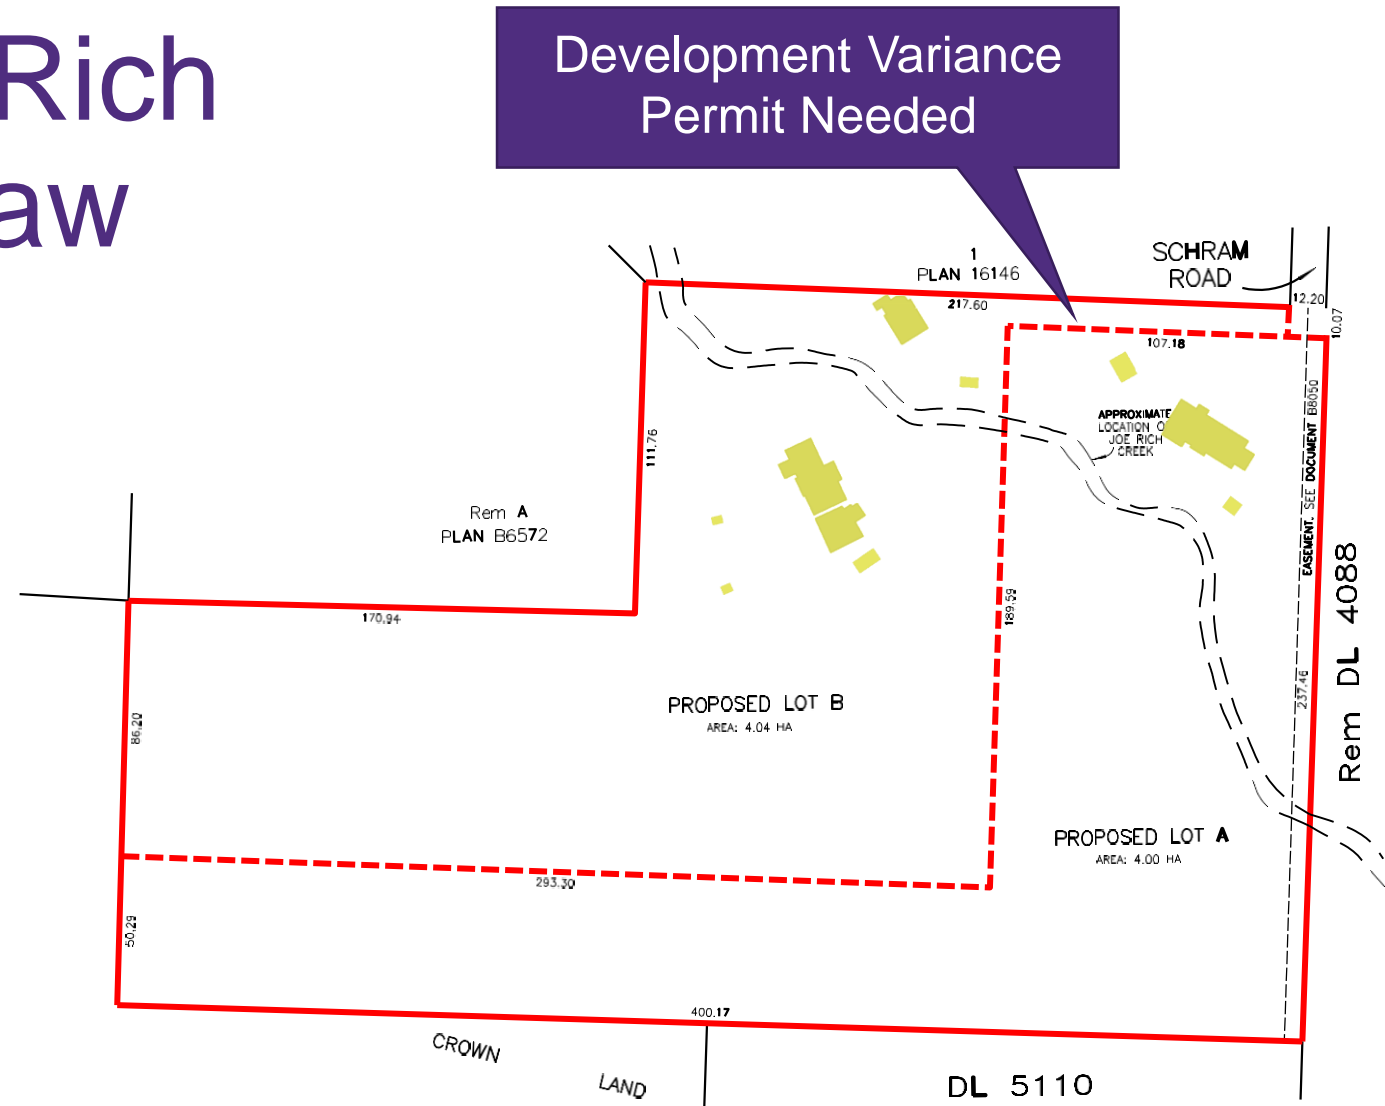 Rich
aw
Development Variance
Permit Needed
1
PLAN 16146
SCHRAM
ROAD
217.60
12.20
10.07
107.18
APPROXIMATE
LOCATION O
JOE RICH
CREEK
EASEMENT. SEE DOCUMENT B8050
111.76
Rem A
PLAN B6572
170.94
189.59
Rem DL 4088
237.46
PROPOSED LOT B
AREA: 4.04 HA
86.20
PROPOSED LOT A
AREA: 4.00 HA
293.30
50.29
400.17
CROWN
LAND
DL 5110